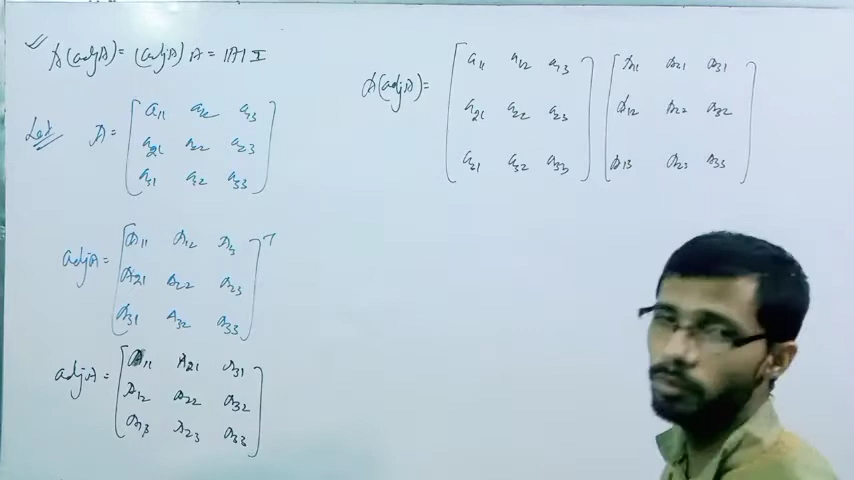 A(adjA) = (adjA) A = |A| I
Let A = [ a11 a12 a13
a21 a22 a23
a31 a32 a33 ]
adjA = [ A11 A12 A13
A21 A22 A23
A31 A32 A33 ]T
adjA = [ A11 A21 A31
A12 A22 A32
A13 A23 A33 ]
A(adjA) = [ a11 a12 a13 ] [ A11 A21 A31
a21 a22 a23 A12 A22 A32
a31 a32 a33 ] A13 A23 A33 ]